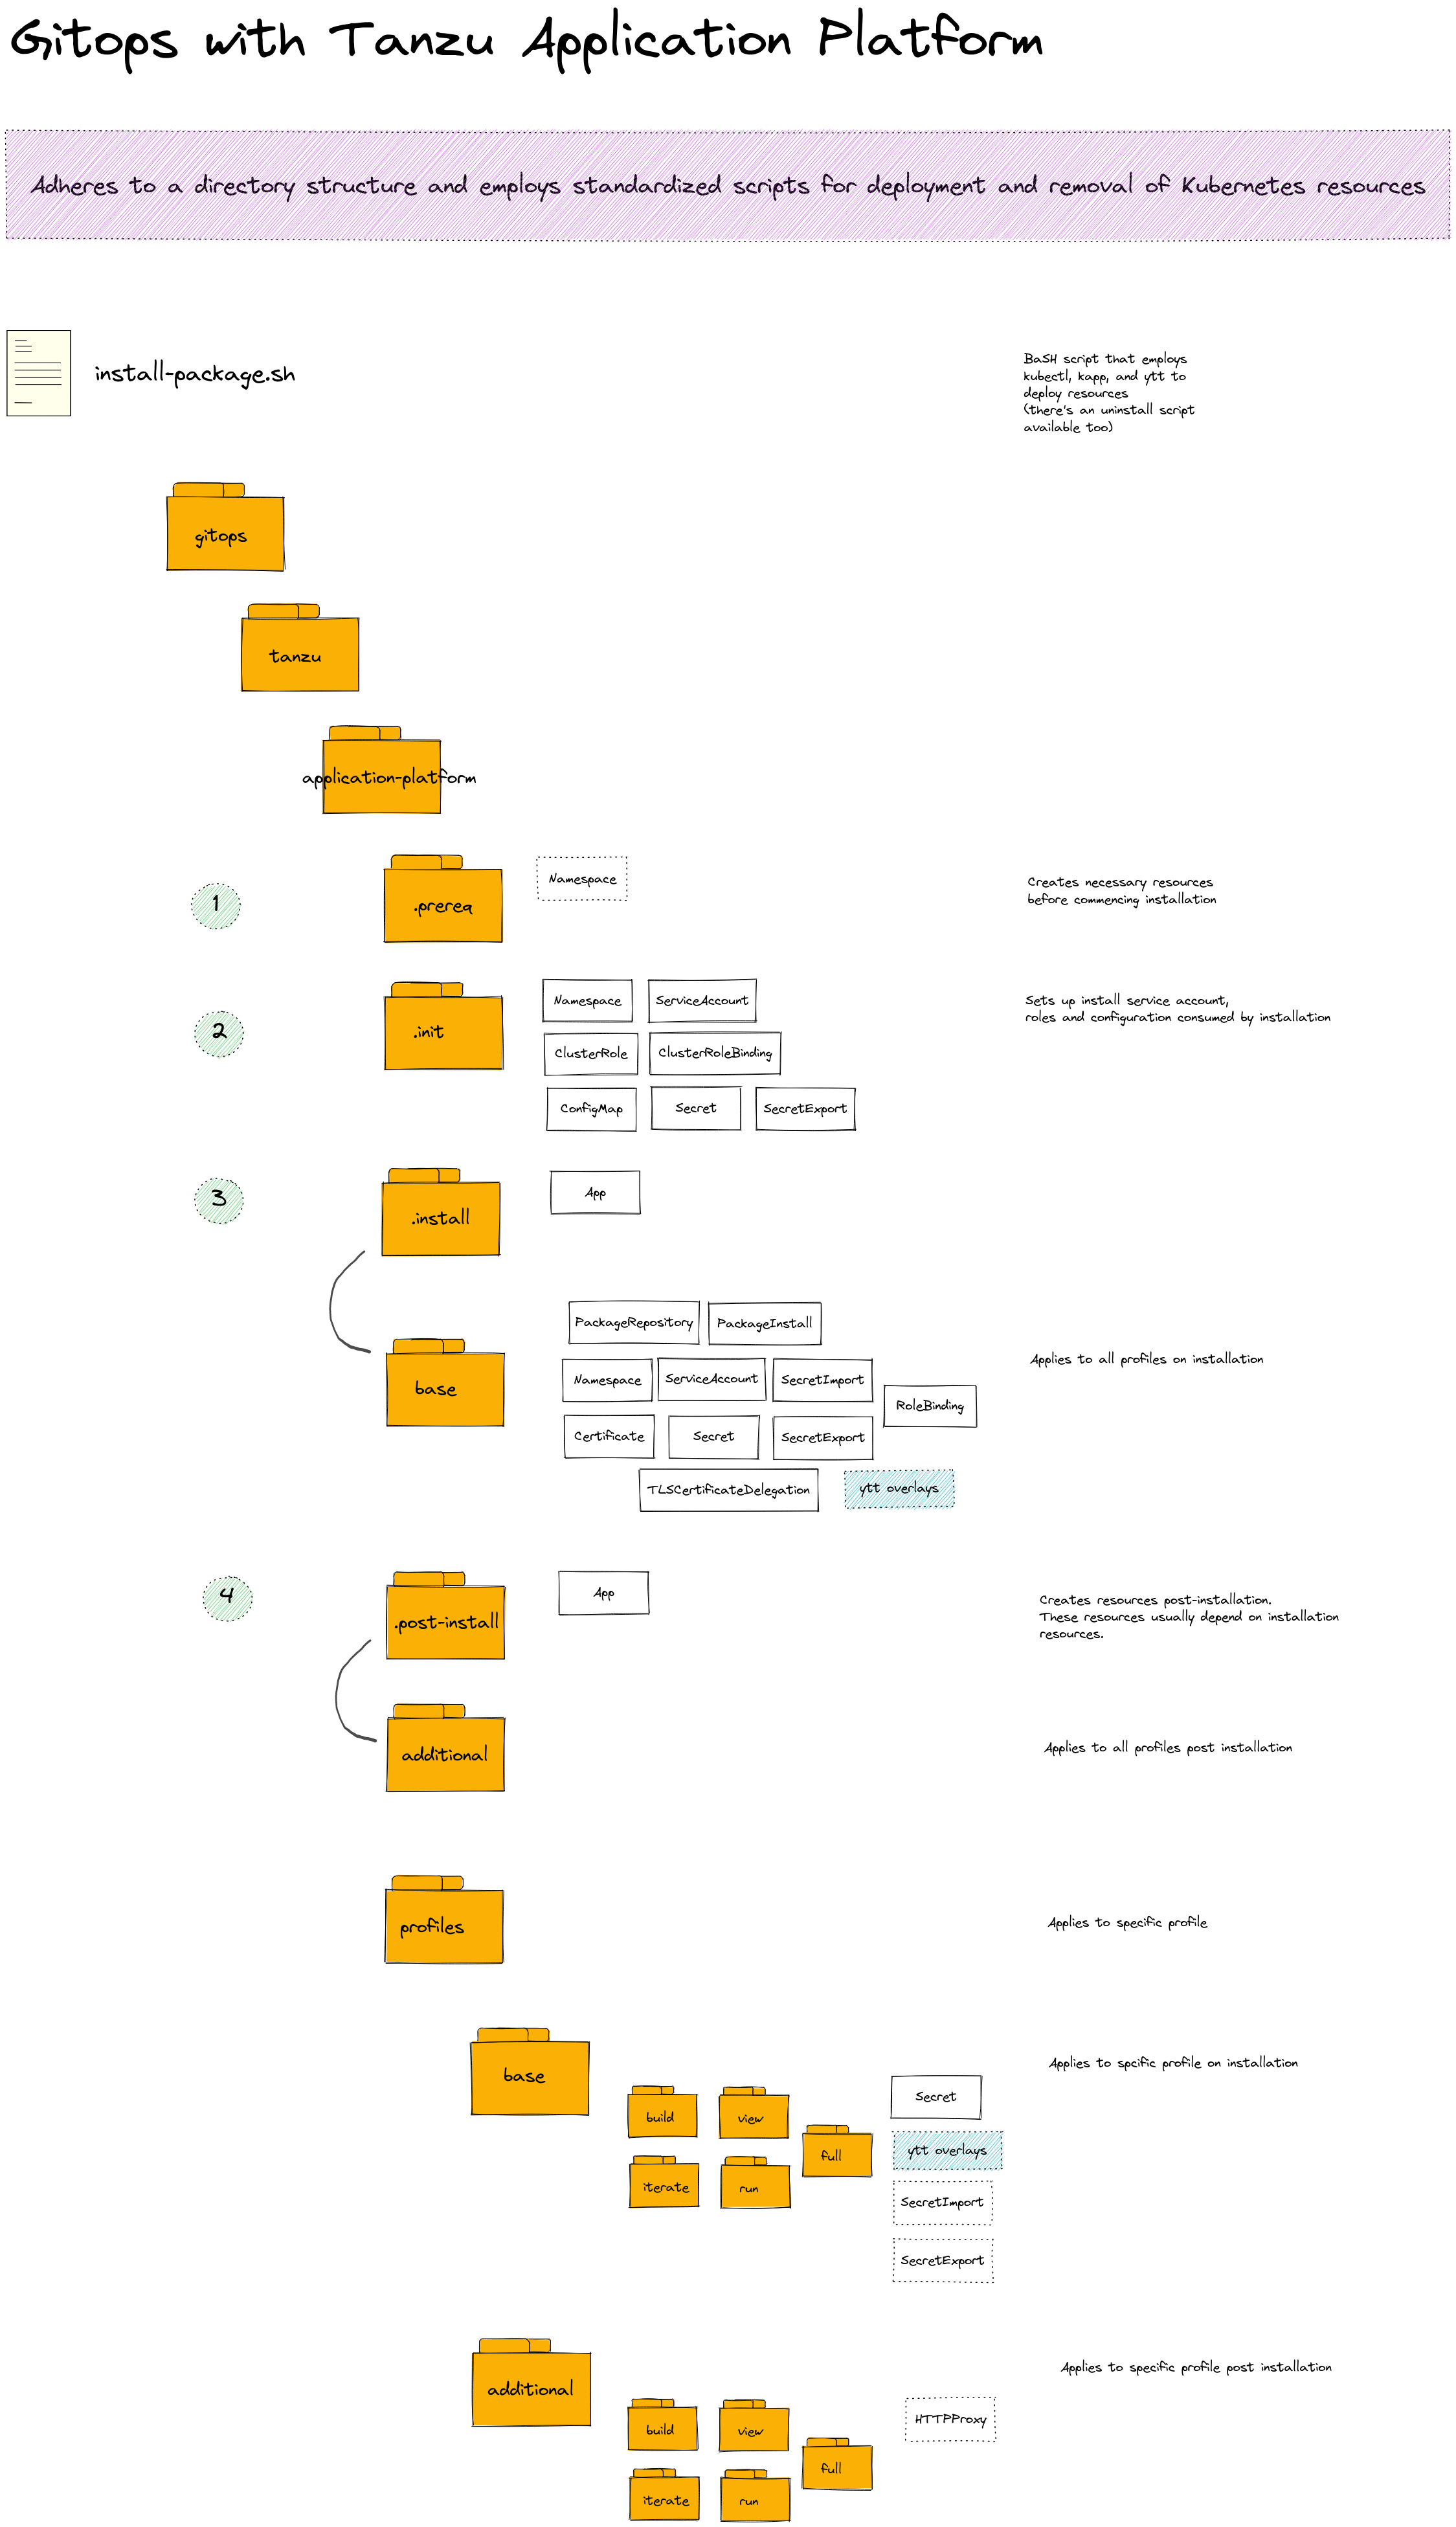 Gitops with Tanzu Application Platform
Adheres to a directory structure and employs standardized scripts for deployment and removal of Kubernetes resources
install-package.sh
BaSH script that employs
kubectl, kapp, and ytt to
deploy resources
(there's an uninstall script
available too)
gitops
tanzu
application-platform
1
.prereq
Namespace
Creates necessary resources
before commencing installation
2
.init
Namespace
ServiceAccount
ClusterRole
ClusterRoleBinding
ConfigMap
Secret
SecretExport
Sets up install service account,
roles and configuration consumed by installation
3
.install
App
base
PackageRepository
PackageInstall
Namespace
ServiceAccount
SecretImport
RoleBinding
Certificate
Secret
SecretExport
TLSCertificateDelegation
ytt overlays
Applies to all profiles on installation
4
.post-install
App
Creates resources post-installation.
These resources usually depend on installation
resources.
additional
Applies to all profiles post installation
profiles
Applies to specific profile
base
Applies to spcific profile on installation
build
view
full
iterate
run
Secret
ytt overlays
SecretImport
SecretExport
additional
Applies to specific profile post installation
build
view
full
iterate
run
HTTPProxy